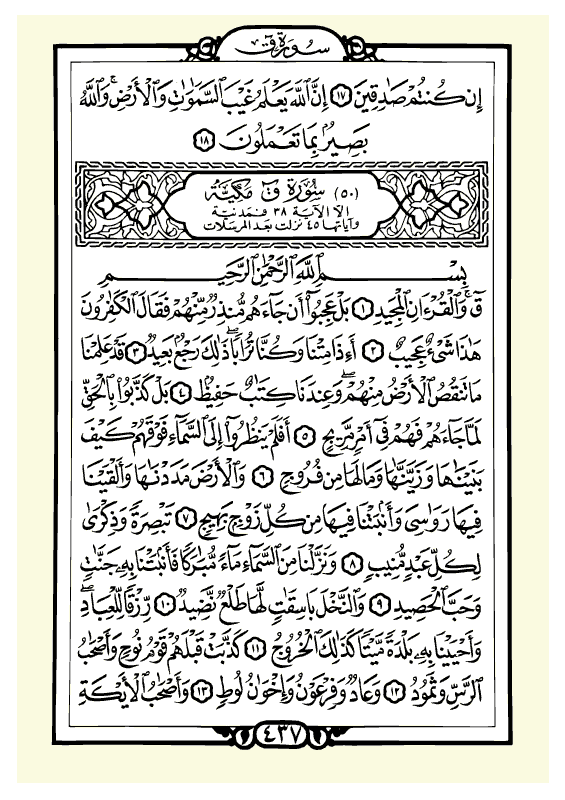 سورة ق
إِن كُنتُمْ صَٰدِقِينَ ١٧ إِنَّ ٱللَّهَ يَعْلَمُ غَيْبَ ٱلسَّمَٰوَٰتِ وَٱلْأَرْضِ ۚ وَٱللَّهُ
بَصِيرٌۢ بِمَا تَعْمَلُونَ ١٨
(٥٠) سُورَة ق مَكيَّة
إلا الآية ٣٨ فمدنية
وآياتها ٤٥ نزلت بعد المرسلات
بِسْمِ ٱللَّهِ ٱلرَّحْمَٰنِ ٱلرَّحِيمِ
قٓ ۚ وَٱلْقُرْءَانِ ٱلْمَجِيدِ ١ بَلْ عَجِبُوٓا۟ أَن جَآءَهُم مُّنذِرٌ مِّنْهُمْ فَقَالَ ٱلْكَٰفِرُونَ
هَٰذَا شَىْءٌ عَجِيبٌ ٢ أَءِذَا مِتْنَا وَكُنَّا تُرَابًا ۖ ذَٰلِكَ رَجْعٌۢ بَعِيدٌ ٣ قَدْ عَلِمْنَا
مَا تَنقُصُ ٱلْأَرْضُ مِنْهُمْ ۖ وَعِندَنَا كِتَٰبٌ حَفِيظٌۢ ٤ بَلْ كَذَّبُوا۟ بِٱلْحَقِّ
لَمَّا جَآءَهُمْ فَهُمْ فِىٓ أَمْرٍ مَّرِيجٍ ٥ أَفَلَمْ يَنظُرُوٓا۟ إِلَى ٱلسَّمَآءِ فَوْقَهُمْ كَيْفَ
بَنَيْنَٰهَا وَزَيَّنَّٰهَا وَمَا لَهَا مِن فُرُوجٍ ٦ وَٱلْأَرْضَ مَدَدْنَٰهَا وَأَلْقَيْنَا
فِيهَا رَوَٰسِىَ وَأَنۢبَتْنَا فِيهَا مِن كُلِّ زَوْجٍۭ بَهِيجٍ ٧ تَبْصِرَةً وَذِكْرَىٰ
لِكُلِّ عَبْدٍ مُّنِيبٍ ٨ وَنَزَّلْنَا مِنَ ٱلسَّمَآءِ مَآءً مُّبَٰرَكًا فَأَنۢبَتْنَا بِهِۦ جَنَّٰتٍ
وَحَبَّ ٱلْحَصِيدِ ٩ وَٱلنَّخْلَ بَاسِقَٰتٍ لَّهَا طَلْعٌ نَّضِيدٌ ١٠ رِّزْقًا لِّلْعِبَادِ ۖ
وَأَحْيَيْنَا بِهِۦ بَلْدَةً مَّيْتًا ۚ كَذَٰلِكَ ٱلْخُرُوجُ ١١ كَذَّبَتْ قَبْلَهُمْ قَوْمُ نُوحٍ وَأَصْحَٰبُ
ٱلرَّسِّ وَثَمُودُ ١٢ وَعَادٌ وَفِرْعَوْنُ وَإِخْوَٰنُ لُوطٍ ١٣ وَأَصْحَٰبُ ٱلْأَيْكَةِ
٤٣٧